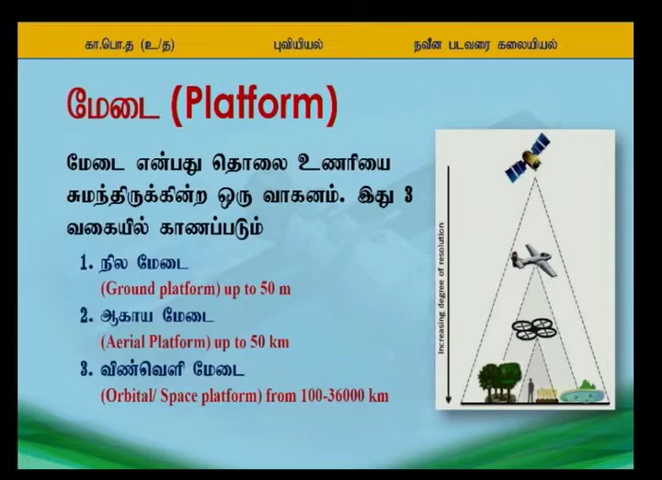 கா.பொ.த (உ/த)
புவியியல்
நவீன படவரை கலையியல்
மேடை (Platform)
மேடை என்பது தொலை உணரியை
சுமந்திருக்கின்ற ஒரு வாகனம். இது 3
வகையில் காணப்படும்
1. நில மேடை
(Ground platform) up to 50 m
2. ஆகாய மேடை
(Aerial Platform) up to 50 km
3. விண்வெளி மேடை
(Orbital/ Space platform) from 100-36000 km
Increasing degree of resolution